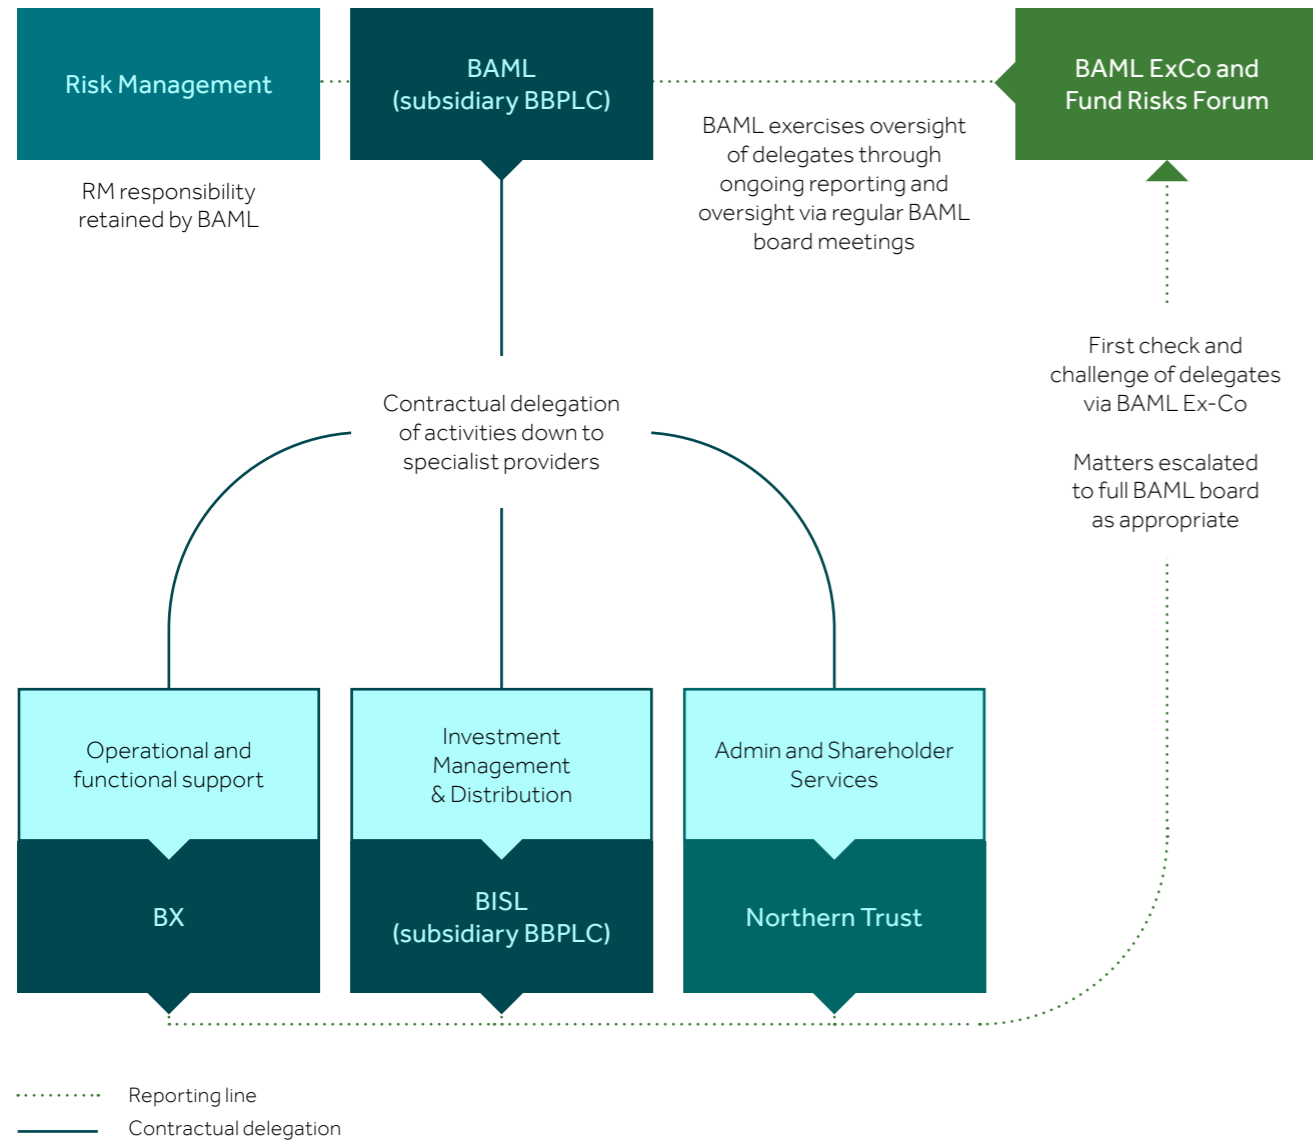 Risk Management
BAML
(subsidiary BBPLC)
BAML ExCo and
Fund Risks Forum
RM responsibility
retained by BAML
BAML exercises oversight
of delegates through
ongoing reporting and
oversight via regular BAML
board meetings
First check and
challenge of delegates
via BAML Ex-Co
Matters escalated
to full BAML board
as appropriate
Contractual delegation
of activities down to
specialist providers
Operational and
functional support
BX
Investment
Management
& Distribution
BISL
(subsidiary BBPLC)
Admin and Shareholder
Services
Northern Trust
Reporting line
Contractual delegation